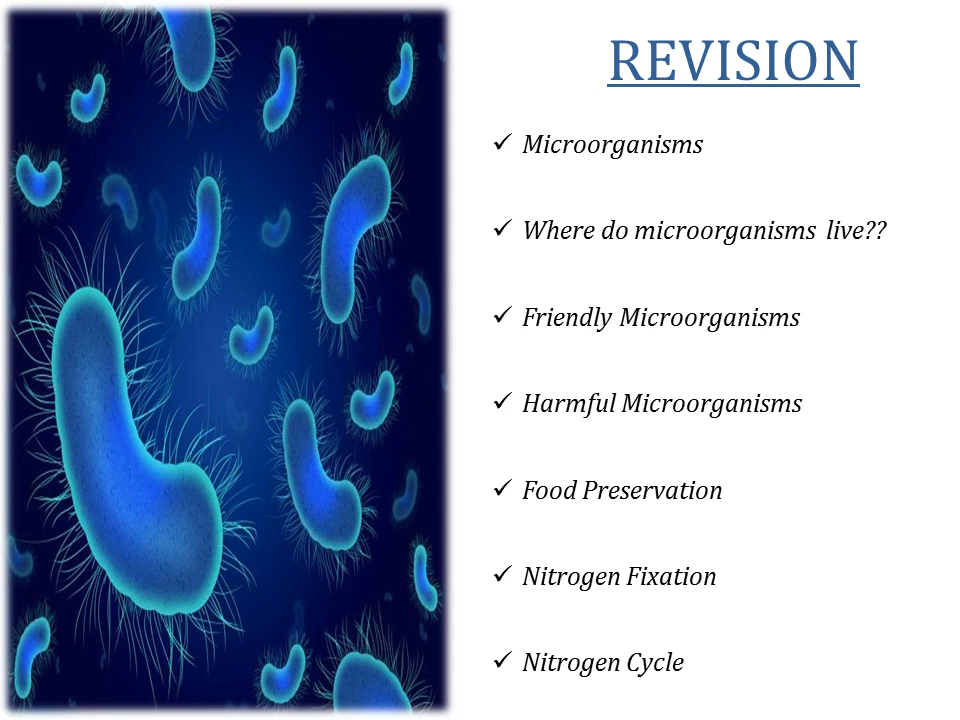 REVISION
Microorganisms
Where do microorganisms live??
Friendly Microorganisms
Harmful Microorganisms
Food Preservation
Nitrogen Fixation
Nitrogen Cycle